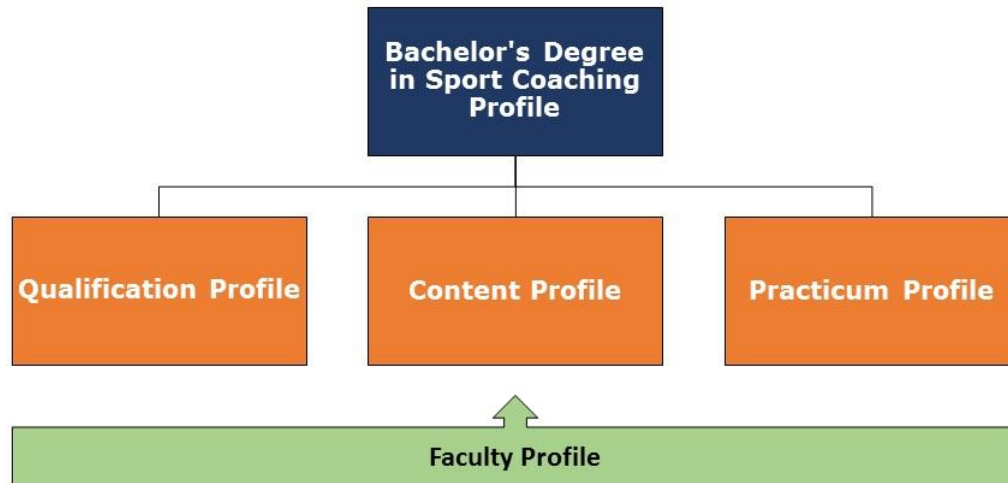 Bachelor's Degree
in Sport Coaching
Profile
Qualification Profile
Content Profile
Practicum Profile
Faculty Profile